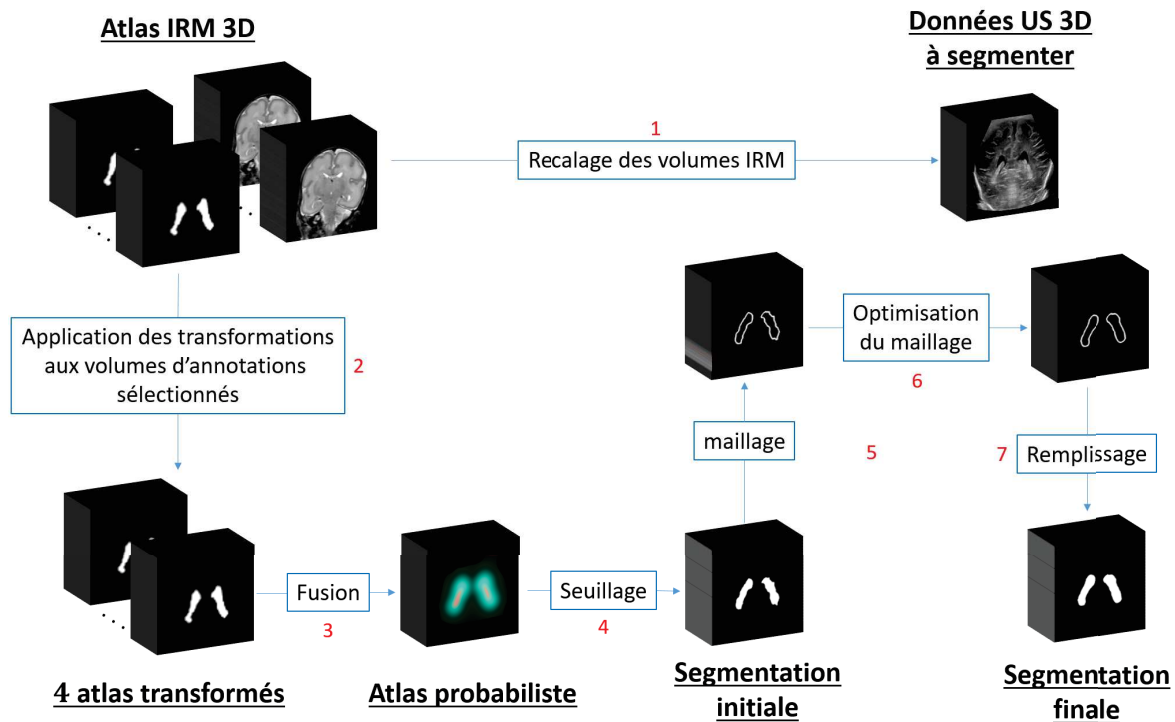 Atlas IRM 3D
Données US 3D
à segmenter
1
Recalage des volumes IRM
Application des transformations
aux volumes d'annotations
sélectionnés
2
Optimisation
du maillage
6
maillage
5
7
Remplissage
Fusion
3
Seuillage
4
4 atlas transformés
Atlas probabiliste
Segmentation
initiale
Segmentation
finale